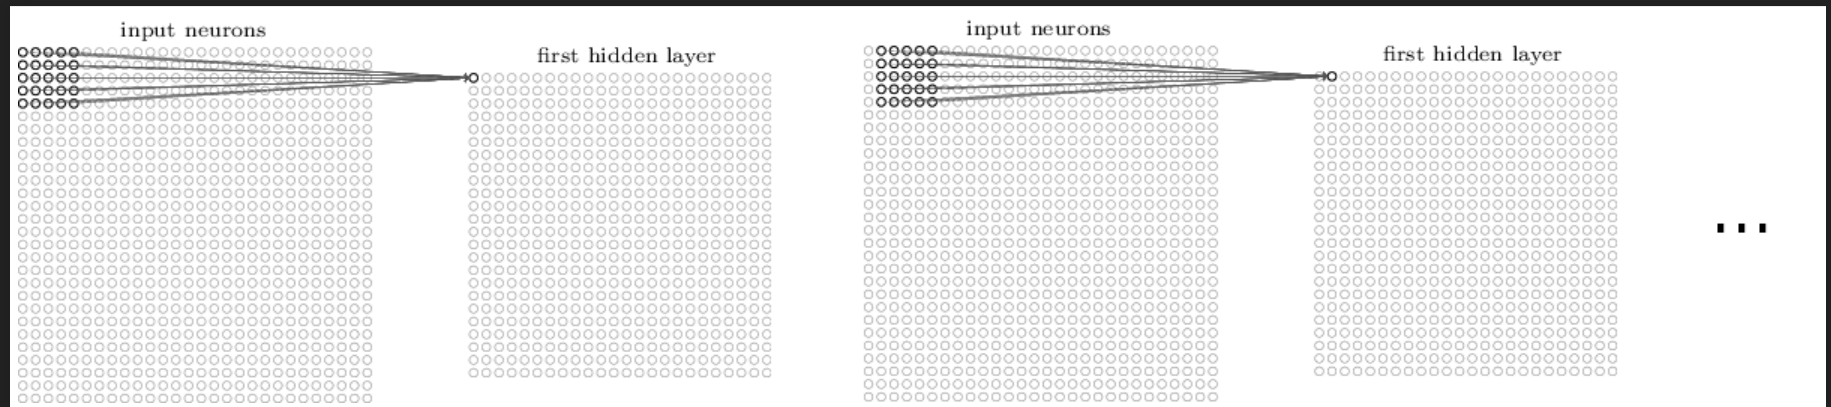 input neurons
first hidden layer
input neurons
first hidden layer
...